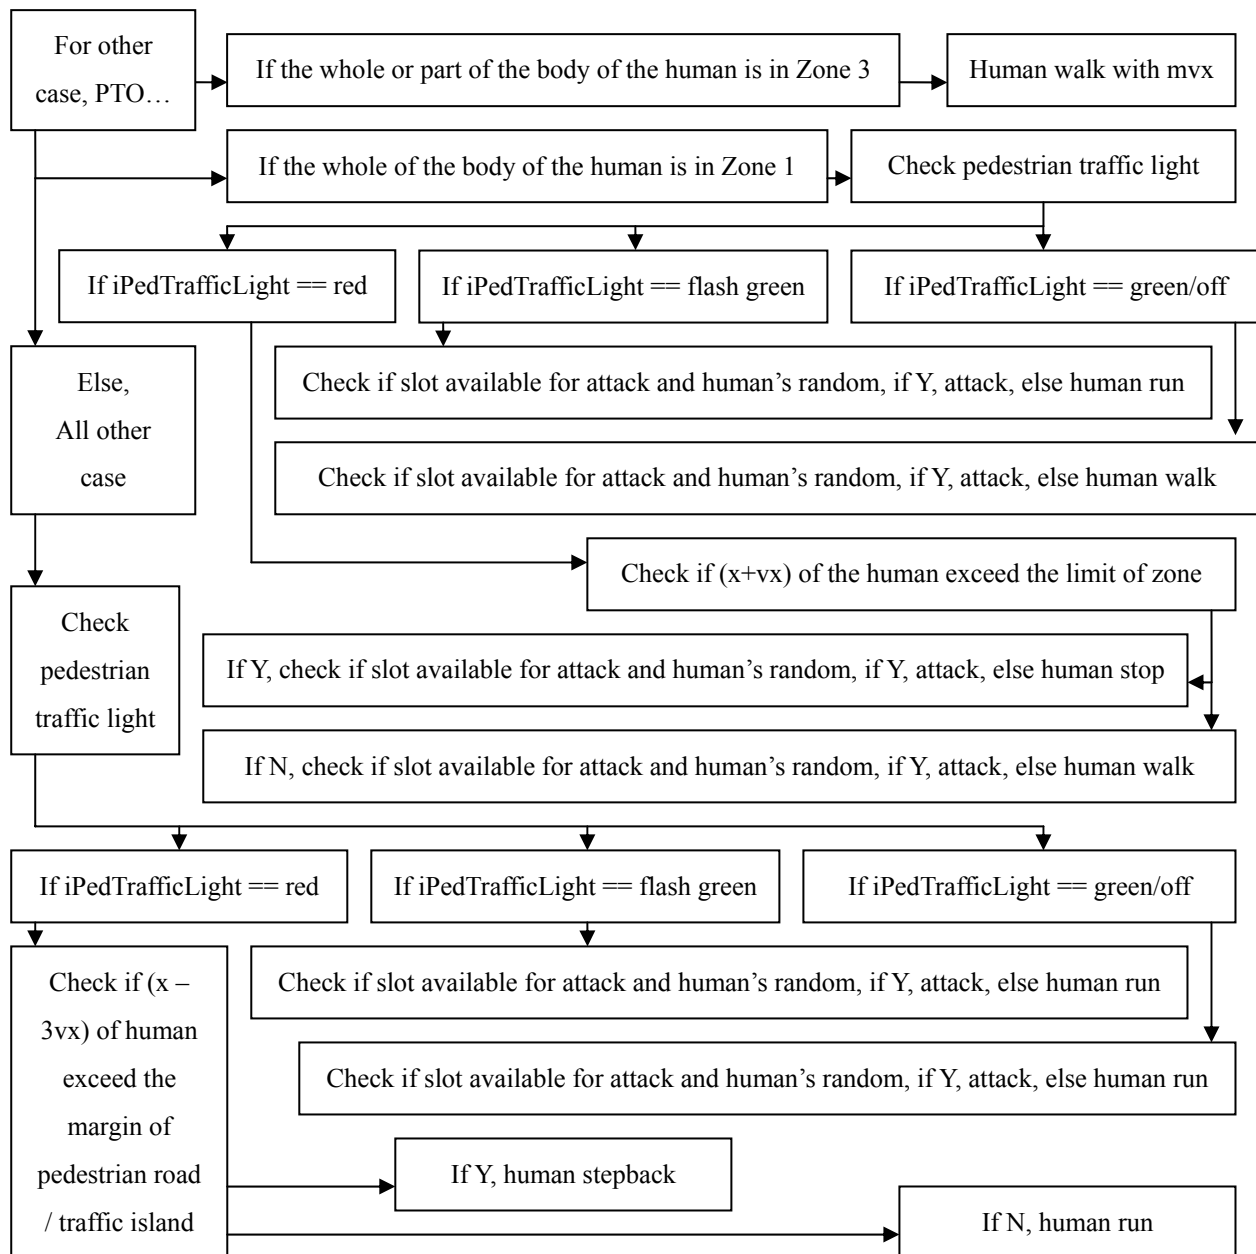 For other
case, PTO…
If the whole or part of the body of the human is in Zone 3
Human walk with mvx
If the whole of the body of the human is in Zone 1
Check pedestrian traffic light
If iPedTrafficLight == red
If iPedTrafficLight == flash green
If iPedTrafficLight == green/off
Check if slot available for attack and human’s random, if Y, attack, else human run
Else,
All other
case
Check if slot available for attack and human’s random, if Y, attack, else human walk
Check if (x+vx) of the human exceed the limit of zone
Check
pedestrian
traffic light
If Y, check if slot available for attack and human’s random, if Y, attack, else human stop
If N, check if slot available for attack and human’s random, if Y, attack, else human walk
If iPedTrafficLight == red
If iPedTrafficLight == flash green
If iPedTrafficLight == green/off
Check if (x –
3vx) of human
exceed the
margin of
pedestrian road
/ traffic island
Check if slot available for attack and human’s random, if Y, attack, else human run
Check if slot available for attack and human’s random, if Y, attack, else human run
If Y, human stepback
If N, human run